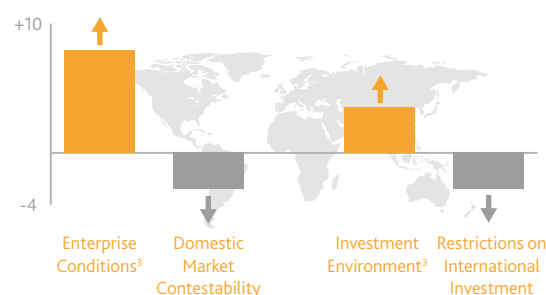 +10
-4
Enterprise
Conditions³
Domestic
Market
Contestability
Investment
Environment³
Restrictions on
International
Investment